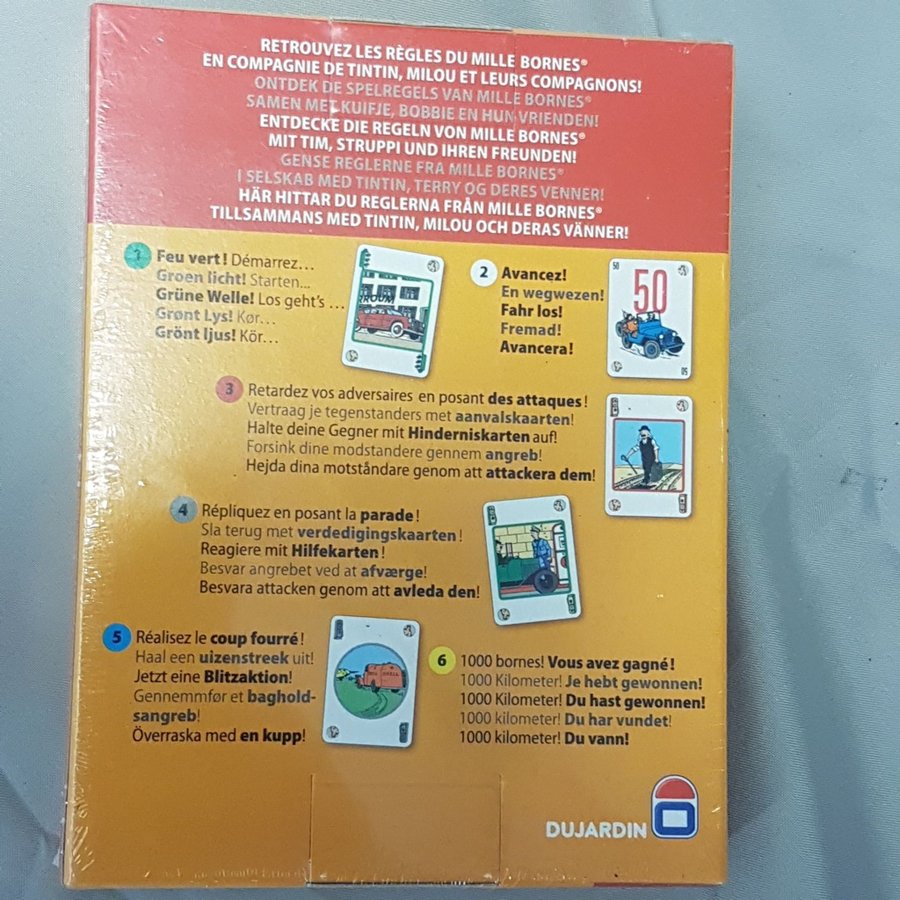 RETROUVEZ LES RÈGLES DU MILLE BORNES®
EN COMPAGNIE DE TINTIN, MILOU ET LEURS COMPAGNONS!
ONTDEK DE SPELREGELS VAN MILLE BORNES®
SAMEN MET KUIFJE, BOBBIE EN HUN VRIENDEN!
ENTDECKE DIE REGELN VON MILLE BORNES®
MIT TIM, STRUPPI UND IHREN FREUNDEN!
GENSE REGLERNE FRA MILLE BORNES®
I SELSKAB MED TINTIN, TERRY OG DERES VENNER!
HÄR HITTAR DU REGLERNA FRÅN MILLE BORNES®
TILLSAMMANS MED TINTIN, MILOU OCH DERAS VÄNNER!
1 Feu vert! Démarrez...
Groen licht! Starten...
Grüne Welle! Los geht's ...
Grønt Lys! Kør...
Grönt ljus! Kör...
VROUM
2 Avancez!
En wegwezen!
Fahr los!
Fremad!
Avancera!
50
50
50
3 Retardez vos adversaires en posant des attaques!
Vertraag je tegenstanders met aanvalskaarten!
Halte deine Gegner mit Hinderniskarten auf!
Forsink dine modstandere gennem angreb!
Hejda dina motståndare genom att attackera dem!
4 Répliquez en posant la parade!
Sla terug met verdedigingskaarten!
Reagiere mit Hilfekarten!
Besvar angrebet ved at afværge!
Besvara attacken genom att avleda den!
5 Réalisez le coup fourré!
Haal een uizenstreek uit!
Jetzt eine Blitzaktion!
Gennemmfør et baghold-
sangreb!
Överraska med en kupp!
SHELL
6 1000 bornes! Vous avez gagné!
1000 Kilometer! Je hebt gewonnen!
1000 Kilometer! Du hast gewonnen!
1000 kilometer! Du har vundet!
1000 kilometer! Du vann!
DUJARDIN